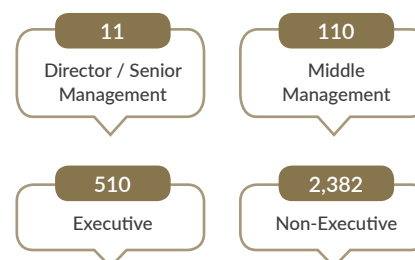 11
Director / Senior
Management
110
Middle
Management
510
Executive
2,382
Non-Executive